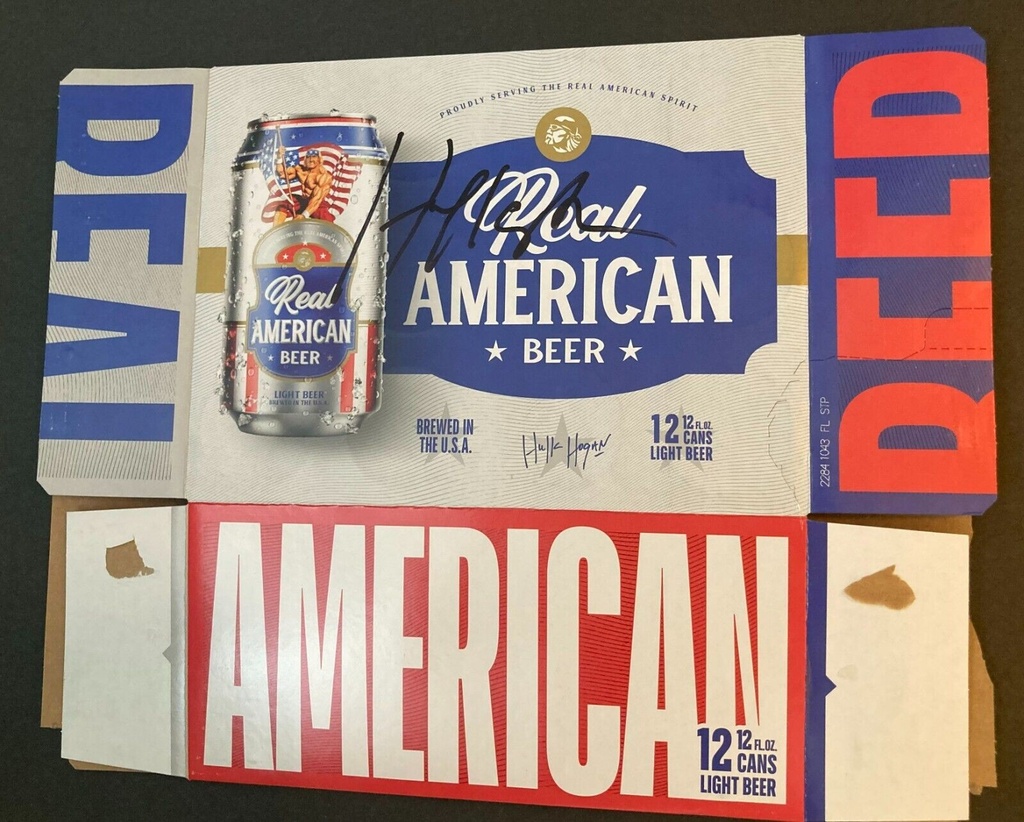 PROUDLY SERVING THE REAL AMERICAN SPIRIT
Real
AMERICAN
★ BEER ★
Real
AMERICAN
★ BEER ★
LIGHT BEER
BREWED IN THE U.S.A.
BREWED IN
THE U.S.A.
Hulk Hogan
12 12 FL.OZ.
CANS
LIGHT BEER
REAL
BEER
2284 1043 FL STP
AMERICAN
12 12 FL.OZ.
CANS
LIGHT BEER